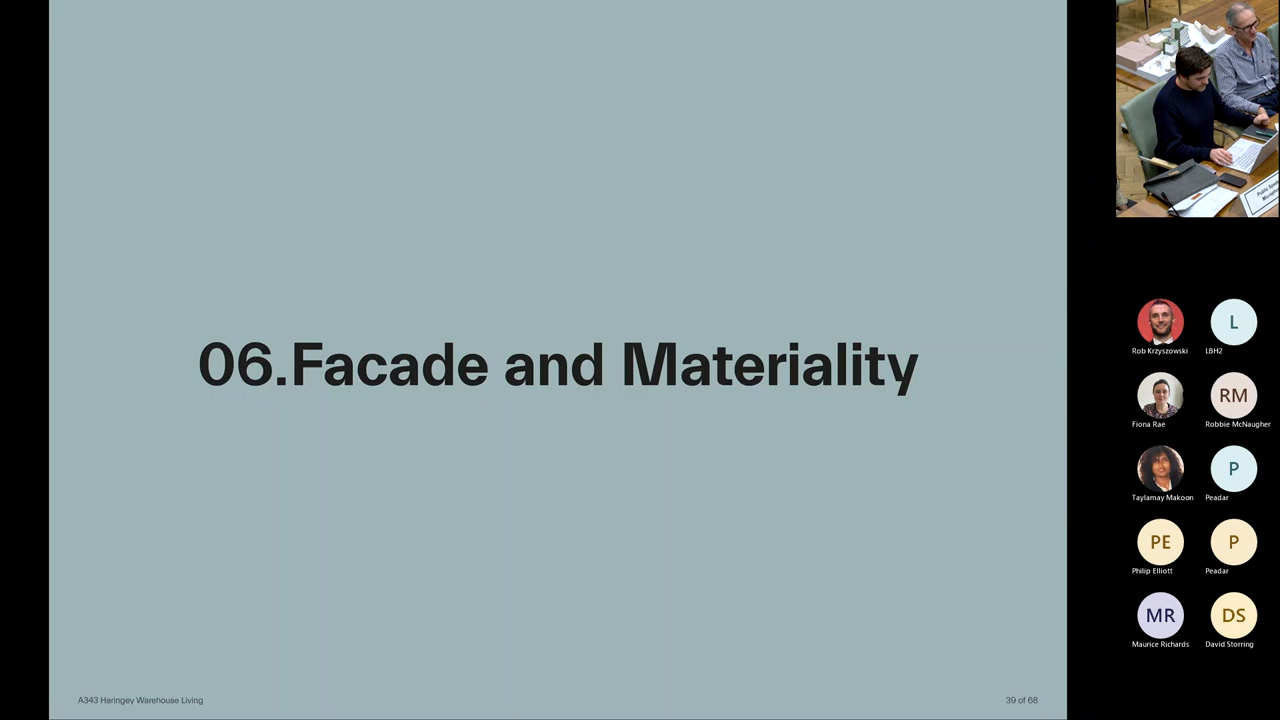 06.Facade and Materiality
A343 Haringey Warehouse Living
39 of 68
Rob Krzyszowski
L
LBH2
Fiona Rae
RM
Robbie McNaugher
Taylamay Makoon
P
Peadar
PE
Philip Elliott
P
Peadar
MR
Maurice Richards
DS
David Storring